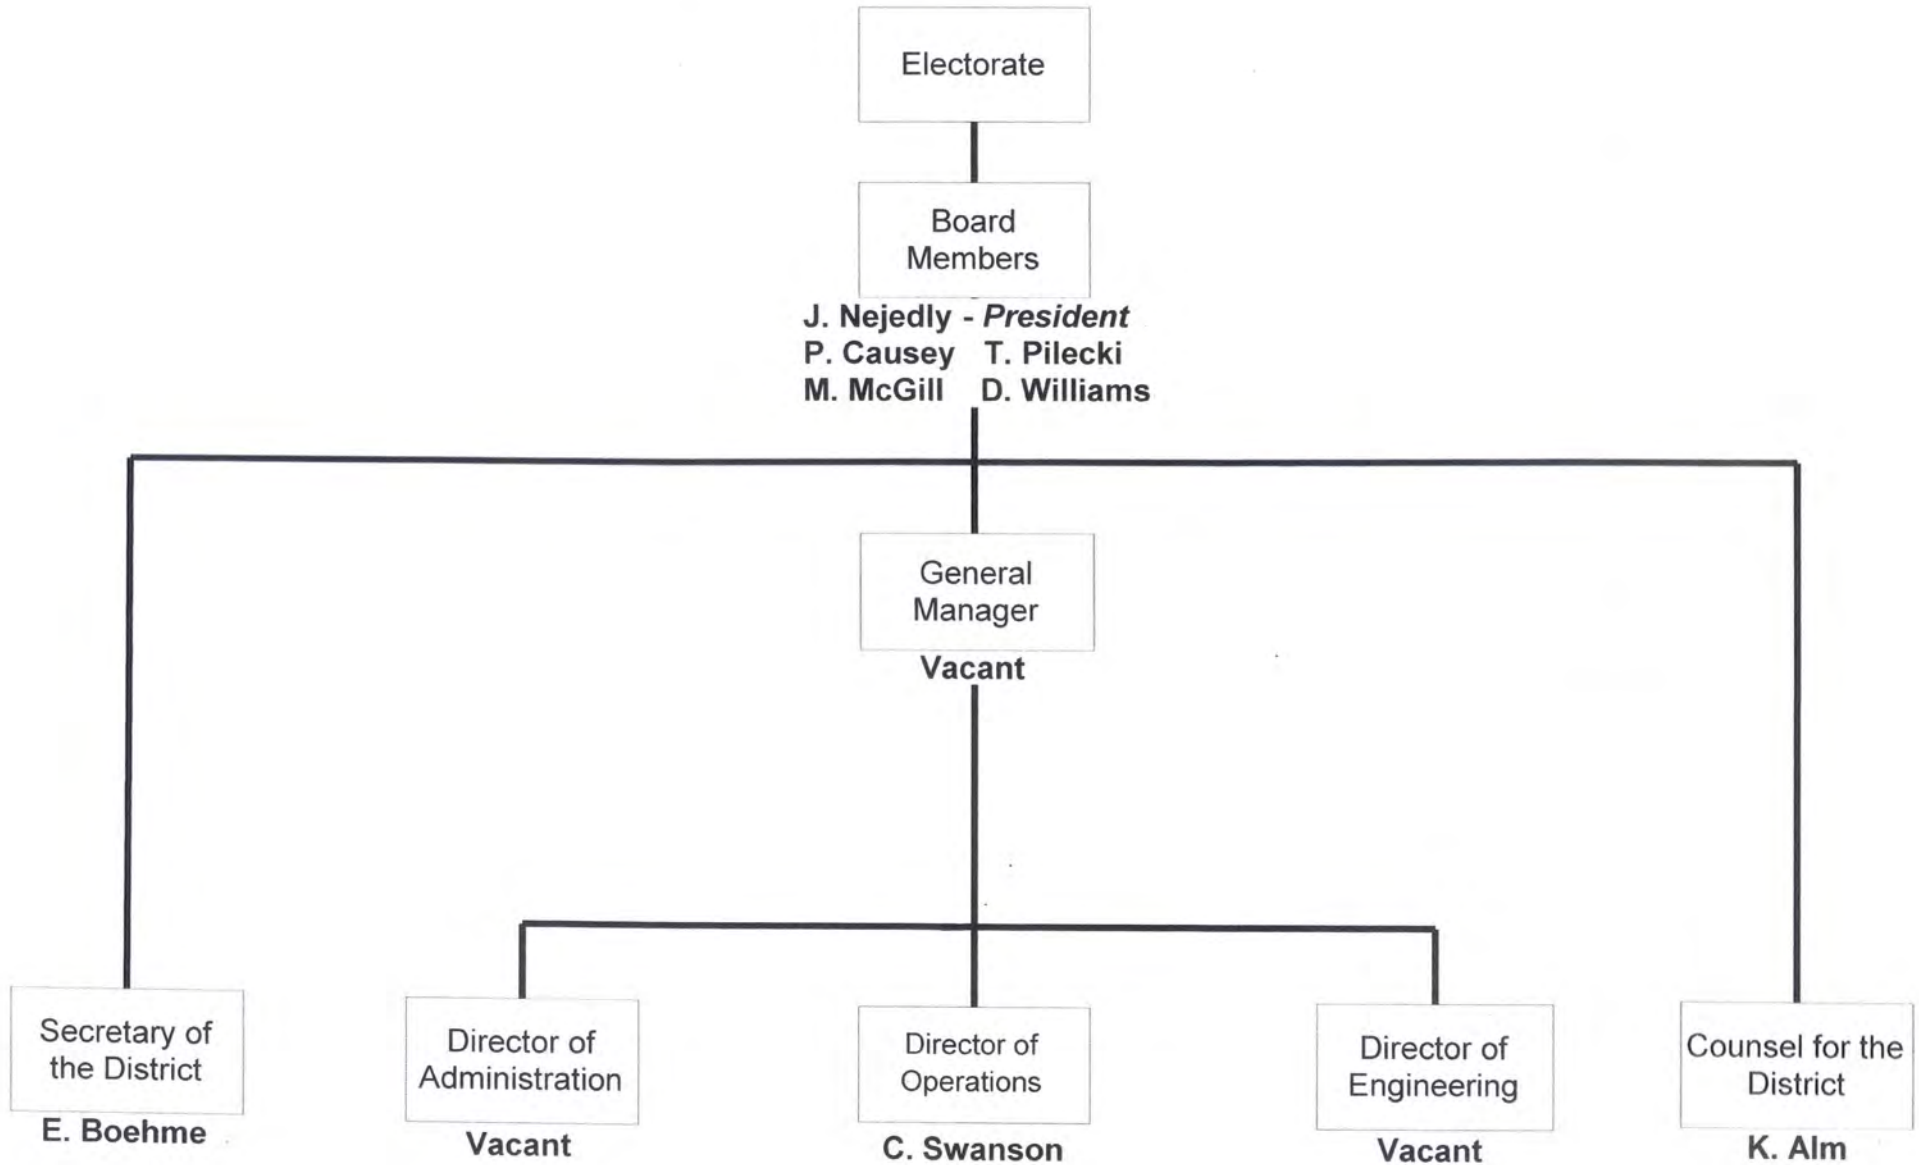 Electorate
Board
Members
J. Nejedly - President
P. Causey T. Pilecki
M. McGill D. Williams
General
Manager
Vacant
Secretary of
the District
E. Boehme
Director of
Administration
Vacant
Director of
Operations
C. Swanson
Director of
Engineering
Vacant
Counsel for the
District
K. Alm